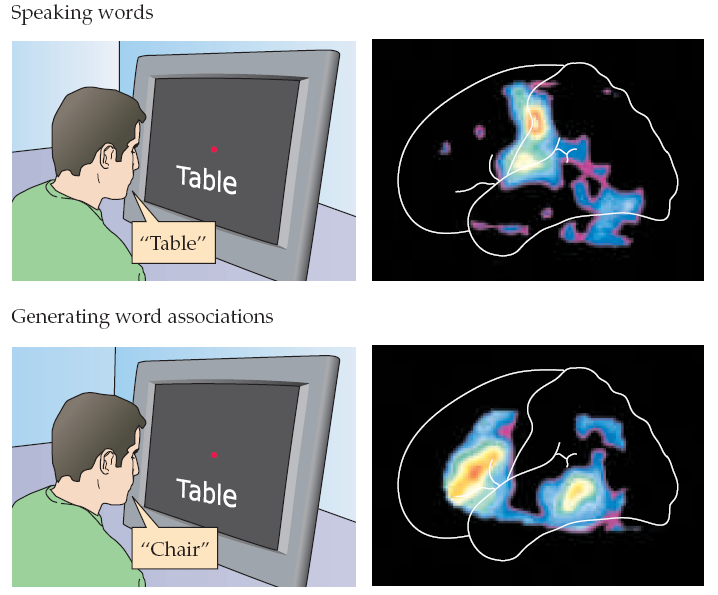 Speaking words
Table
“Table”
Generating word associations
Table
“Chair”